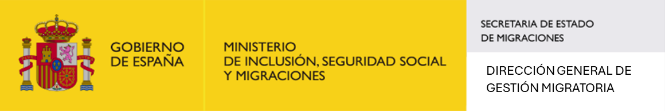 GOBIERNO
DE ESPAÑA
MINISTERIO
DE INCLUSIÓN, SEGURIDAD SOCIAL
Y MIGRACIONES
SECRETARIA DE ESTADO
DE MIGRACIONES
DIRECCIÓN GENERAL DE
GESTIÓN MIGRATORIA